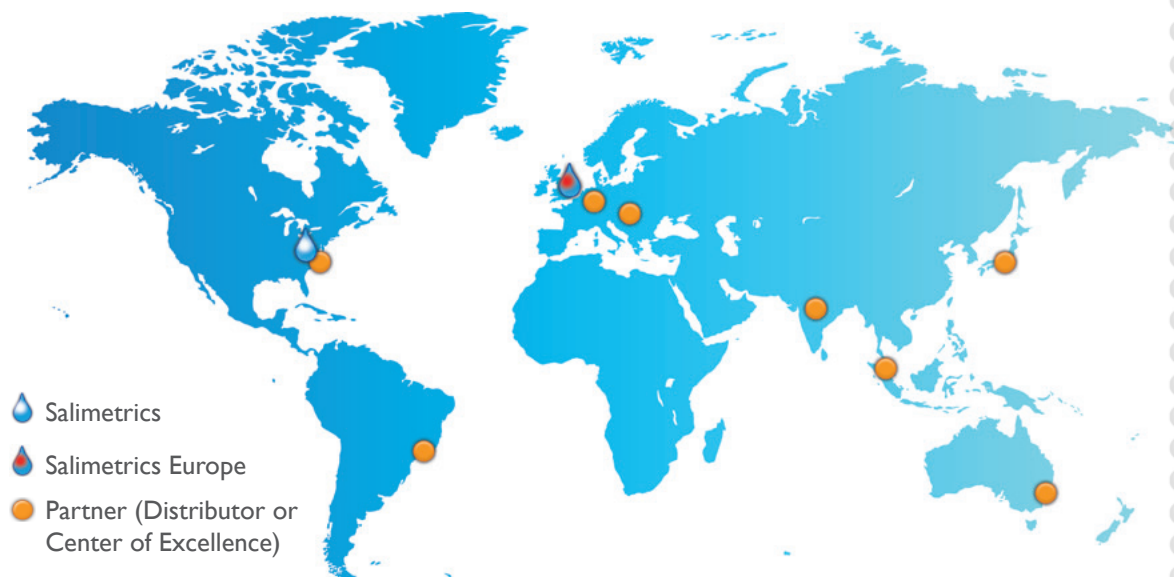 Salimetrics
Salimetrics Europe
Partner (Distributor or
Center of Excellence)